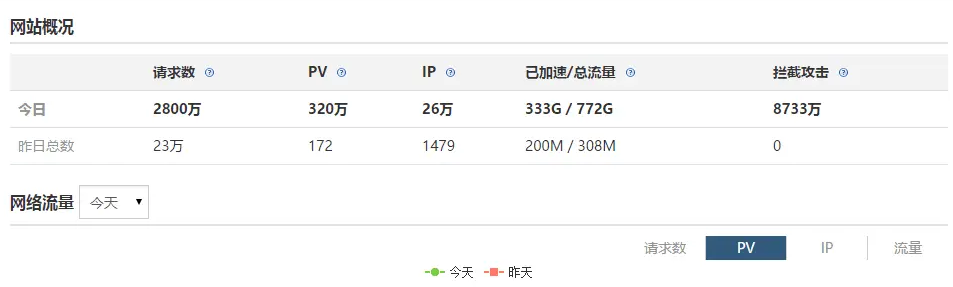 网站概况
请求数 PV IP 已加速/总流量 拦截攻击
今日 2800万 320万 26万 333G / 772G 8733万
昨日总数 23万 172 1479 200M / 308M 0
网络流量 今天
请求数 PV IP 流量
今天 昨天